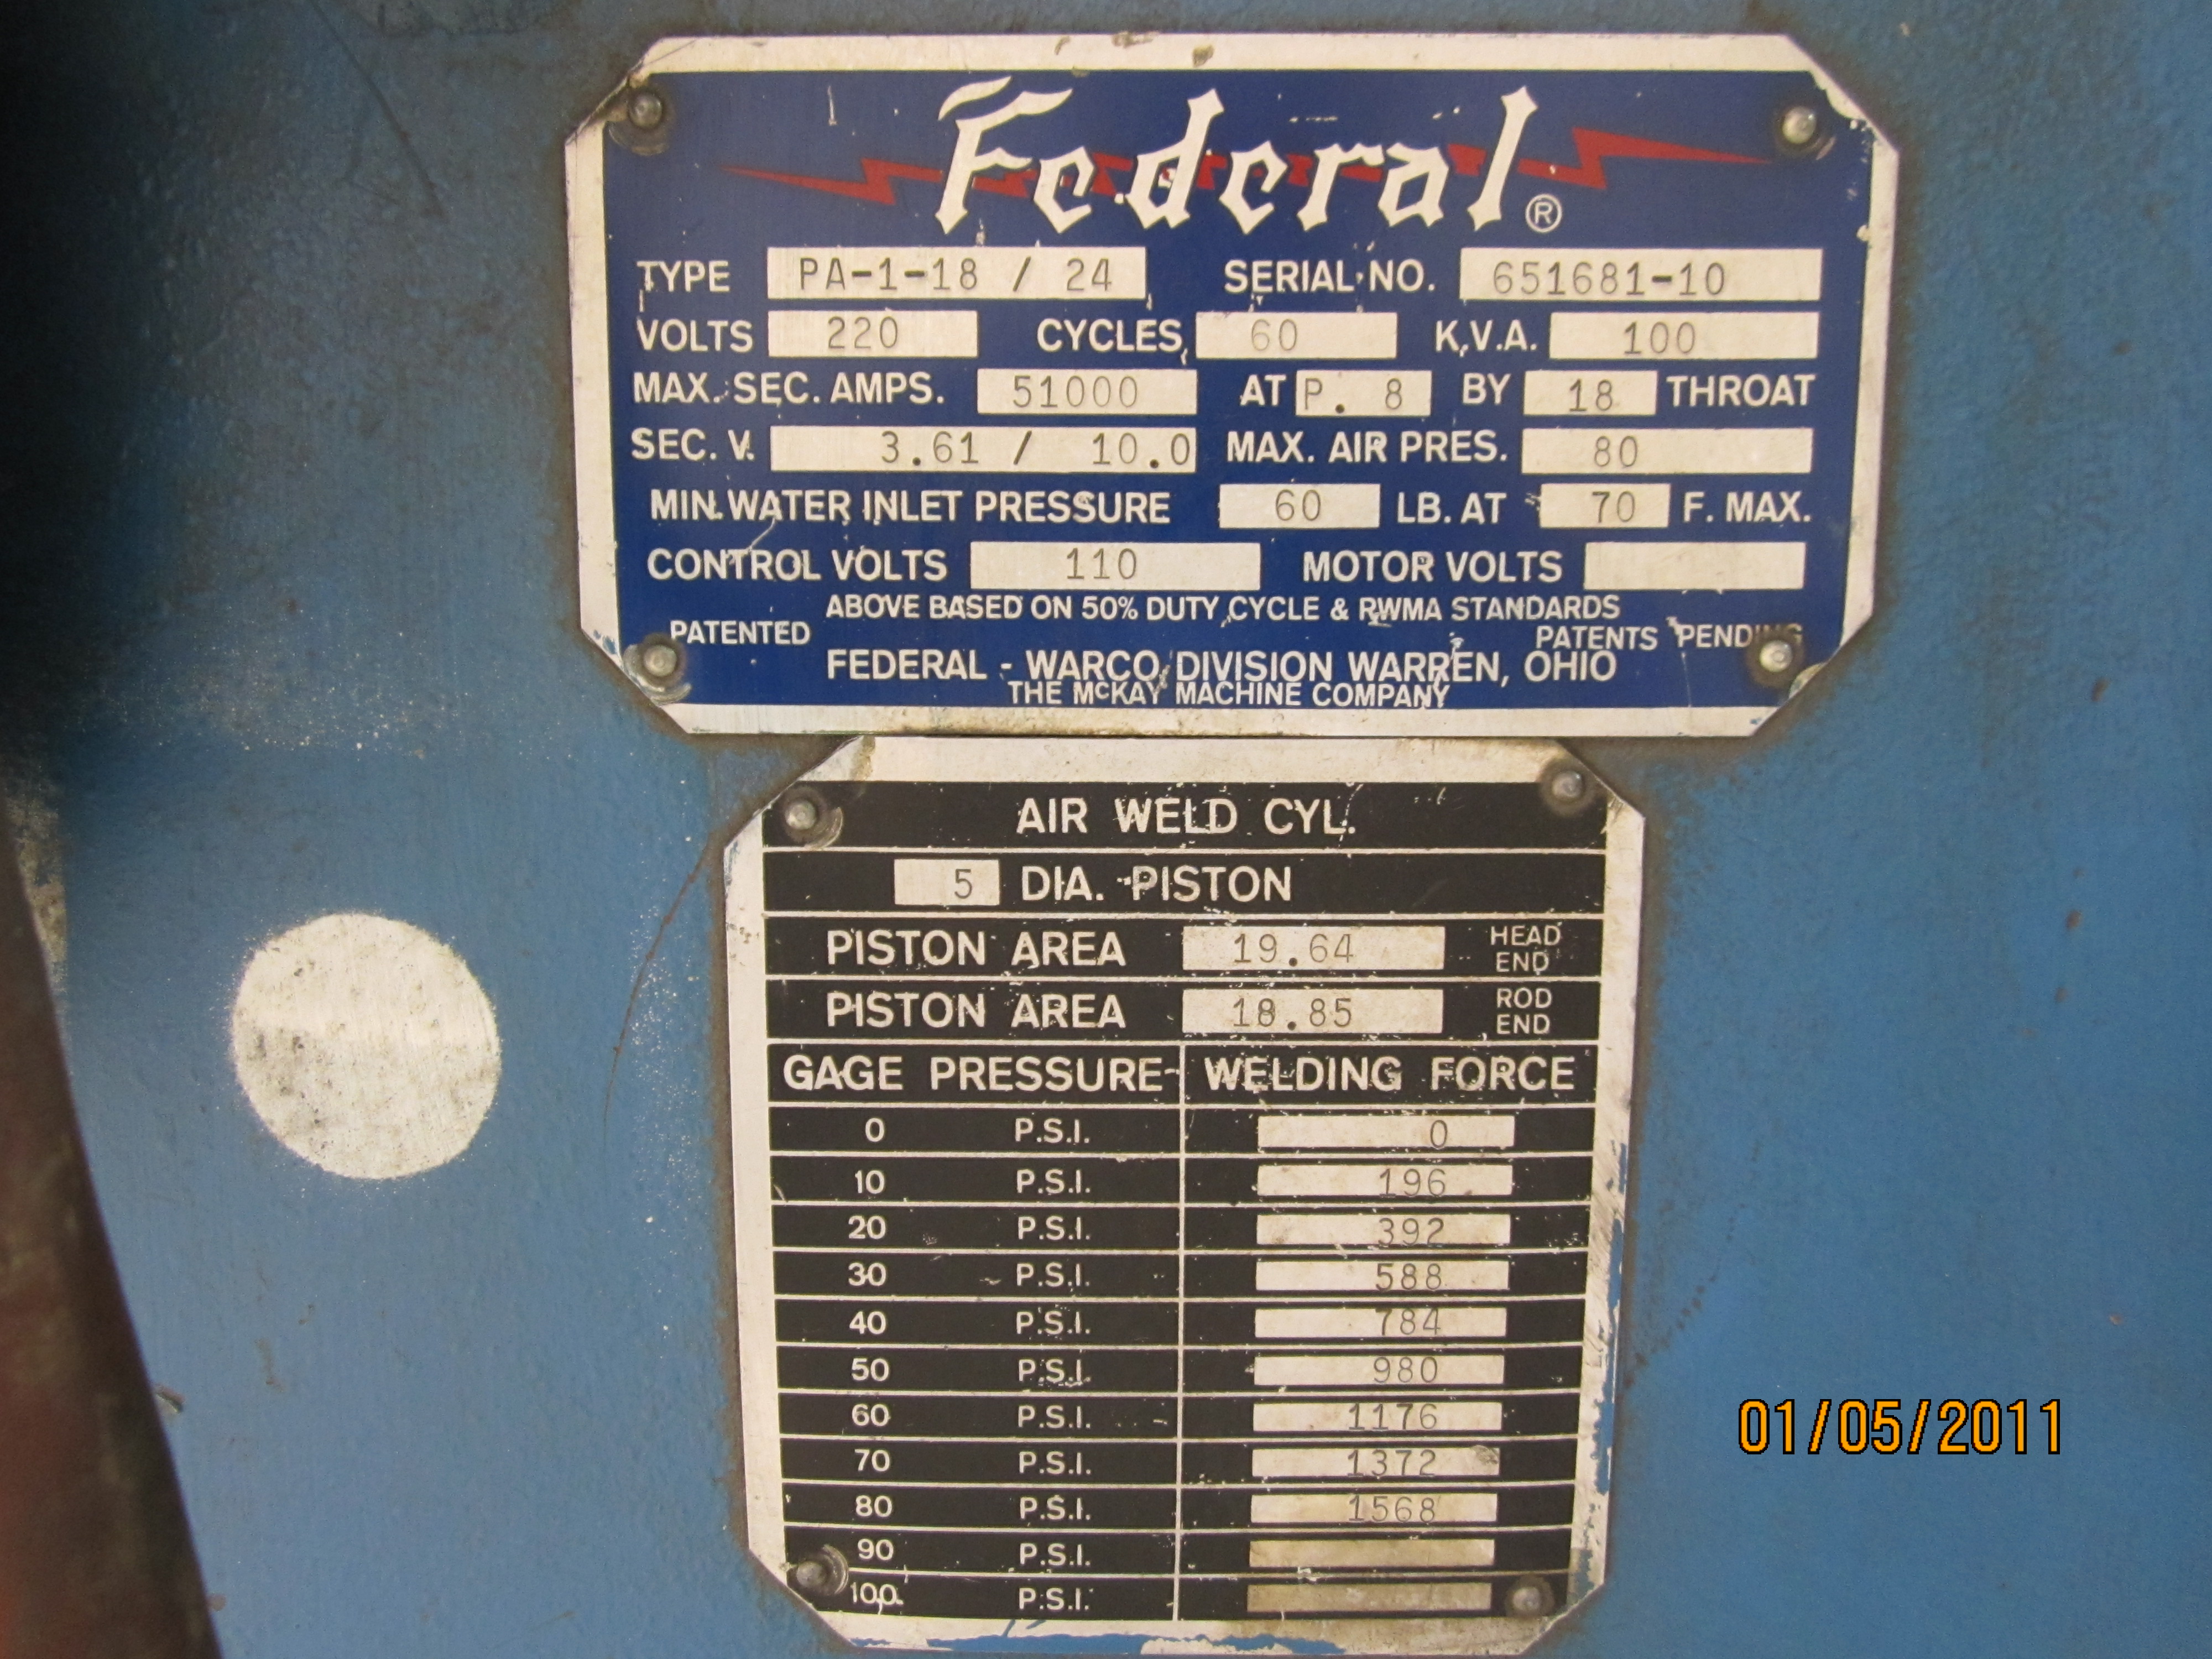 Federal®
TYPE PA-1-18 / 24 SERIAL NO. 651681-10
VOLTS 220 CYCLES 60 K.V.A. 100
MAX. SEC. AMPS. 51000 AT P. 8 BY 18 THROAT
SEC. V. 3.61 / 10.0 MAX. AIR PRES. 80
MIN. WATER INLET PRESSURE 60 LB. AT 70 F. MAX.
CONTROL VOLTS 110 MOTOR VOLTS
ABOVE BASED ON 50% DUTY CYCLE & RWMA STANDARDS
PATENTED PATENTS PENDING
FEDERAL - WARCO DIVISION WARREN, OHIO
THE McKAY MACHINE COMPANY
AIR WELD CYL.
5 DIA. PISTON
PISTON AREA 19.64 HEAD END
PISTON AREA 18.85 ROD END
GAGE PRESSURE WELDING FORCE
0 P.S.I. 0
10 P.S.I. 196
20 P.S.I. 392
30 P.S.I. 588
40 P.S.I. 784
50 P.S.I. 980
60 P.S.I. 1176
70 P.S.I. 1372
80 P.S.I. 1568
90 P.S.I.
100 P.S.I.
01/05/2011